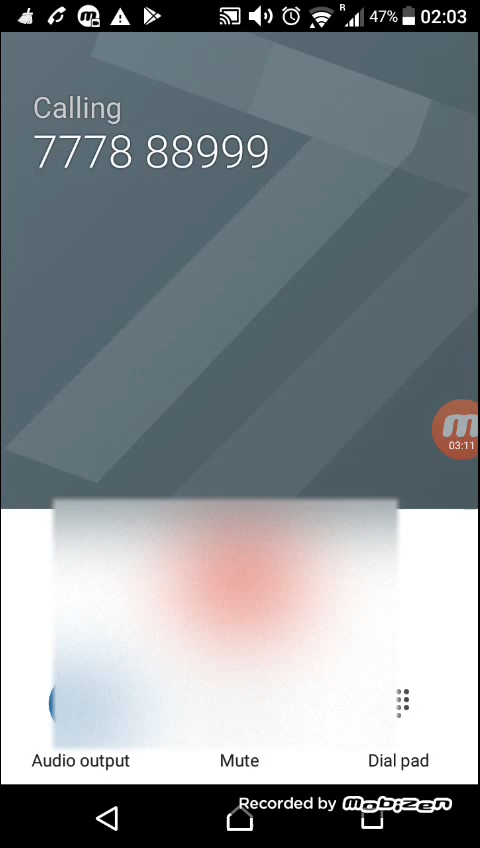 R 47% 02:03
Calling
7778 88999
03:11
Audio output Mute Dial pad
Recorded by Mobizen